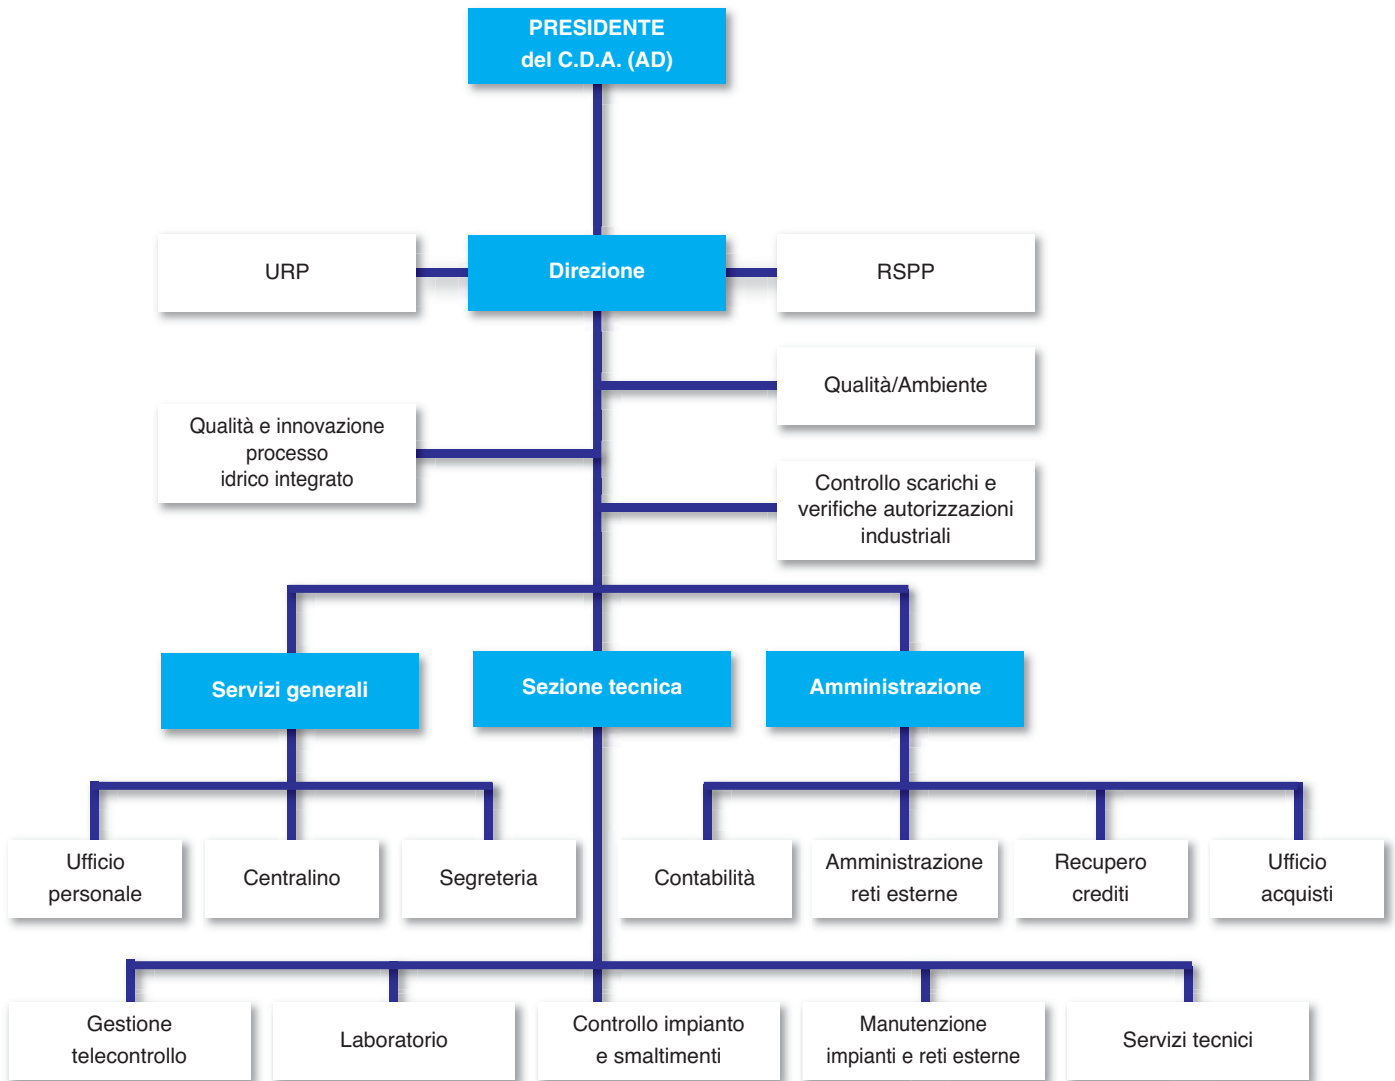 PRESIDENTE
del C.D.A. (AD)
URP
Direzione
RSPP
Qualità/Ambiente
Qualità e innovazione
processo
idrico integrato
Controllo scarichi e
verifiche autorizzazioni
industriali
Servizi generali
Sezione tecnica
Amministrazione
Ufficio
personale
Centralino
Segreteria
Contabilità
Amministrazione
reti esterne
Recupero
crediti
Ufficio
acquisti
Gestione
telecontrollo
Laboratorio
Controllo impianto
e smaltimenti
Manutenzione
impianti e reti esterne
Servizi tecnici